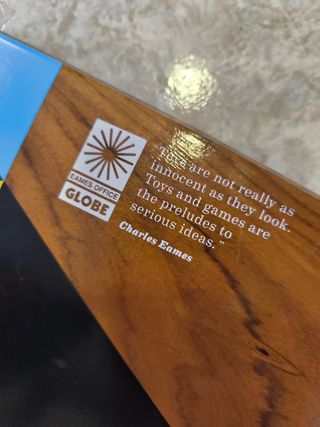 EAMES OFFICE
GLOBE
"Toys are not really as
innocent as they look.
Toys and games are
the preludes to
serious ideas."
Charles Eames